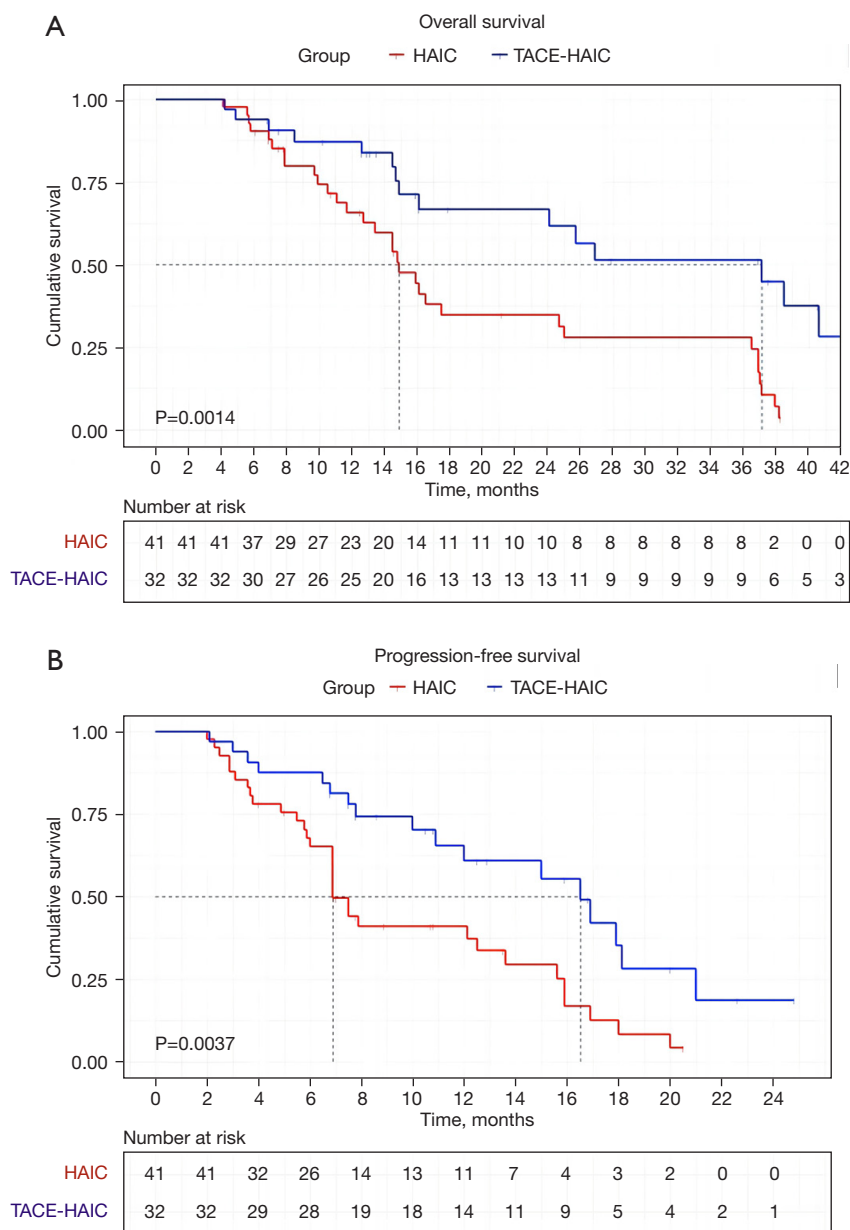 A
Overall survival
Group HAIC TACE-HAIC
1.00
0.75
0.50
0.25
0.00
Cumulative survival
P=0.0014
0 2 4 6 8 10 12 14 16 18 20 22 24 26 28 30 32 34 36 38 40 42
Time, months
Number at risk
HAIC 41 41 41 37 29 27 23 20 14 11 11 10 10 8 8 8 8 8 8 2 0 0
TACE-HAIC 32 32 32 30 27 26 25 20 16 13 13 13 13 11 9 9 9 9 9 6 5 3
B
Progression-free survival
Group HAIC TACE-HAIC
1.00
0.75
0.50
0.25
0.00
Cumulative survival
P=0.0037
0 2 4 6 8 10 12 14 16 18 20 22 24
Time, months
Number at risk
HAIC 41 41 32 26 14 13 11 7 4 3 2 0 0
TACE-HAIC 32 32 29 28 19 18 14 11 9 5 4 2 1